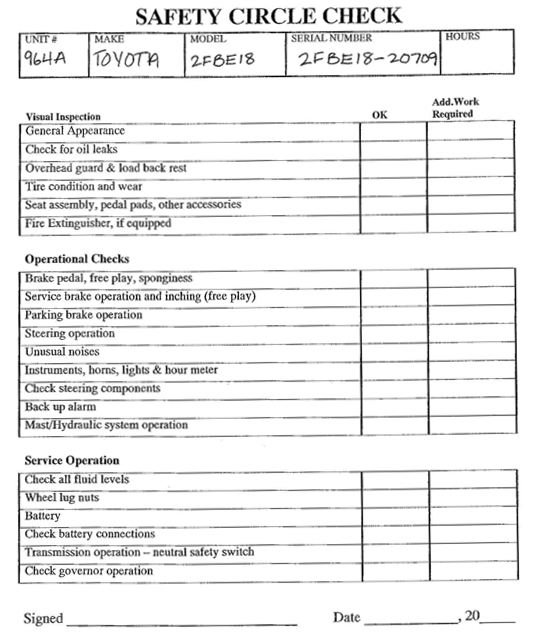 SAFETY CIRCLE CHECK
UNIT # MAKE MODEL SERIAL NUMBER HOURS
964A TOYOTA 2FBE18 2FBE18-20709
Visual Inspection OK Add.Work Required
General Appearance
Check for oil leaks
Overhead guard & load back rest
Tire condition and wear
Seat assembly, pedal pads, other accessories
Fire Extinguisher, if equipped
Operational Checks
Brake pedal, free play, sponginess
Service brake operation and inching (free play)
Parking brake operation
Steering operation
Unusual noises
Instruments, horns, lights & hour meter
Check steering components
Back up alarm
Mast/Hydraulic system operation
Service Operation
Check all fluid levels
Wheel lug nuts
Battery
Check battery connections
Transmission operation – neutral safety switch
Check governor operation
Signed Date , 20